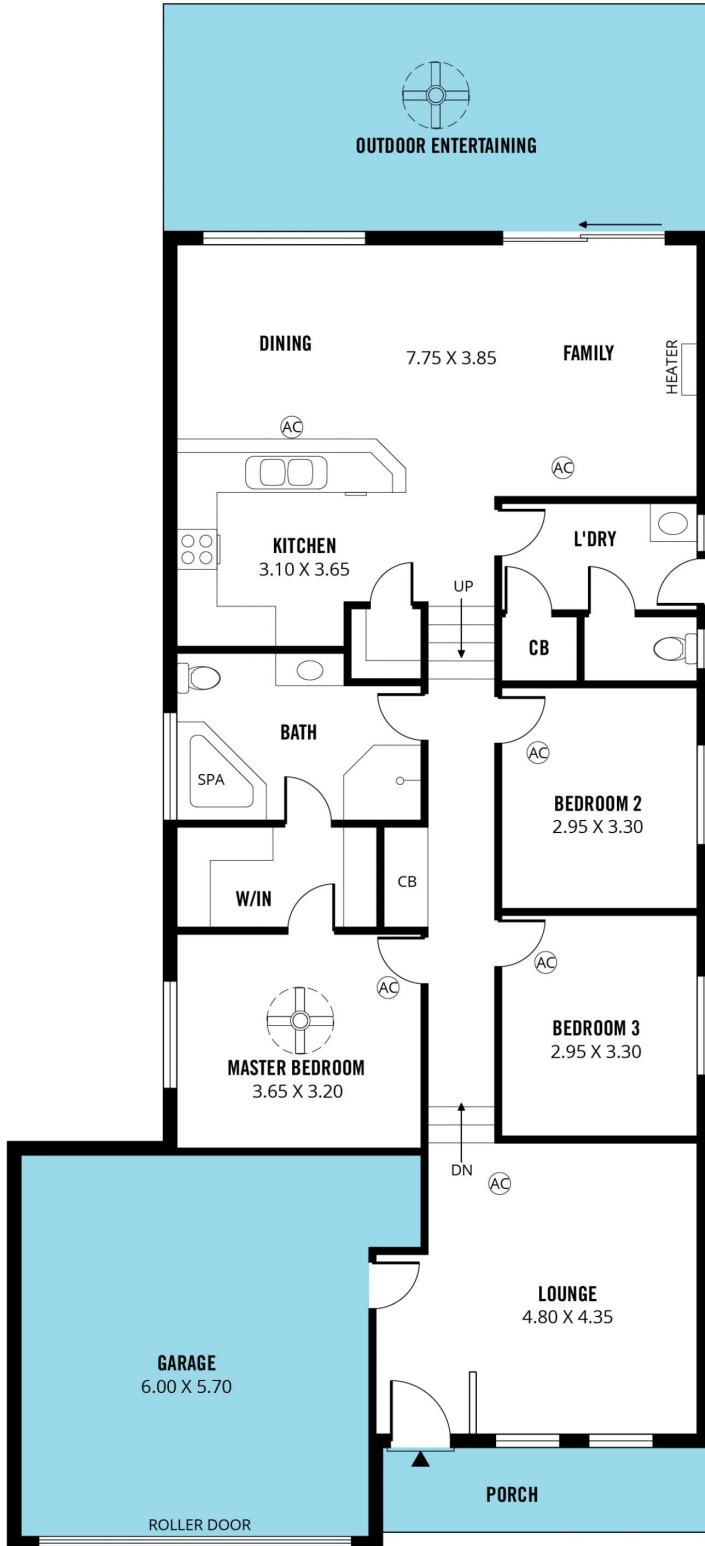 OUTDOOR ENTERTAINING
DINING
7.75 X 3.85
FAMILY
HEATER
AC
AC
KITCHEN
3.10 X 3.65
L'DRY
UP
CB
BATH
SPA
AC
BEDROOM 2
2.95 X 3.30
W/IN
CB
AC
AC
MASTER BEDROOM
3.65 X 3.20
BEDROOM 3
2.95 X 3.30
DN
AC
LOUNGE
4.80 X 4.35
GARAGE
6.00 X 5.70
PORCH
ROLLER DOOR